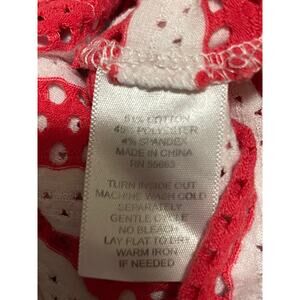 51% COTTON
45% POLYESTER
4% SPANDEX
MADE IN CHINA
RN 55663
TURN INSIDE OUT
MACHINE WASH COLD
SEPARATELY
GENTLE CYCLE
NO BLEACH
LAY FLAT TO DRY
WARM IRON
IF NEEDED